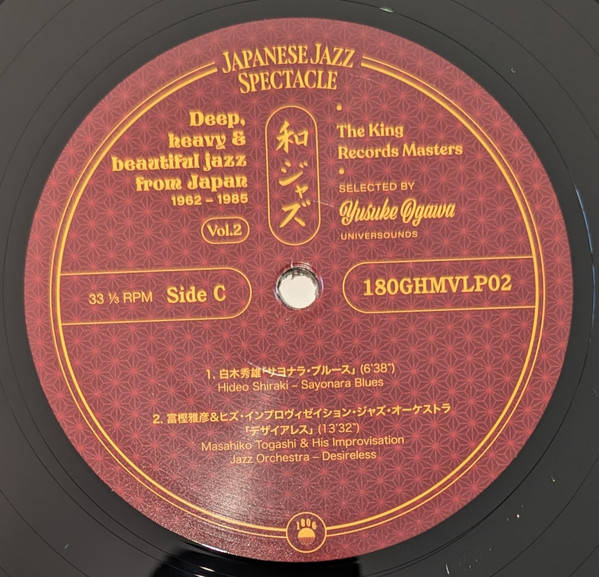 JAPANESE JAZZ
SPECTACLE
Deep,
heavy &
beautiful jazz
from Japan
1962 – 1985
Vol.2
和ジャズ
The King
Records Masters
SELECTED BY
Yusuke Ogawa
UNIVERSOUNDS
33 ⅓ RPM Side C
180GHMVLP02
1. 白木秀雄「サヨナラ・ブルース」 (6'38")
Hideo Shiraki – Sayonara Blues
2. 富樫雅彦&ヒズ・インプロヴィゼイション・ジャズ・オーケストラ
「デザイアレス」 (13'32")
Masahiko Togashi & His Improvisation
Jazz Orchestra – Desireless
180G